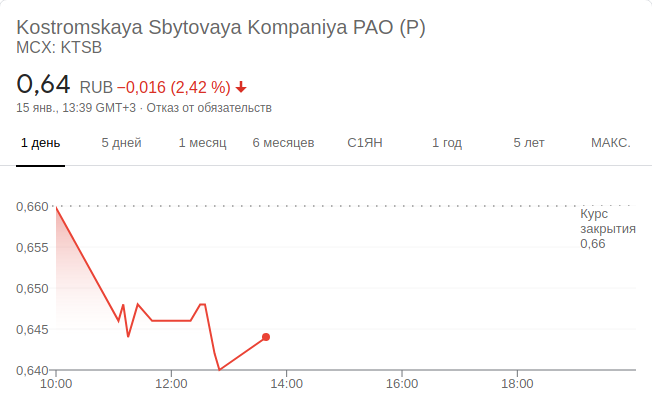 Kostromskaya Sbytovaya Kompaniya PAO (P)
MCX: KTSB
0,64 RUB −0,016 (2,42 %)
15 янв., 13:39 GMT+3 · Отказ от обязательств
1 день 5 дней 1 месяц 6 месяцев С1ЯН 1 год 5 лет МАКС.
0,660
Курс
закрытия
0,66
0,655
0,650
0,645
0,640
10:00 12:00 14:00 16:00 18:00